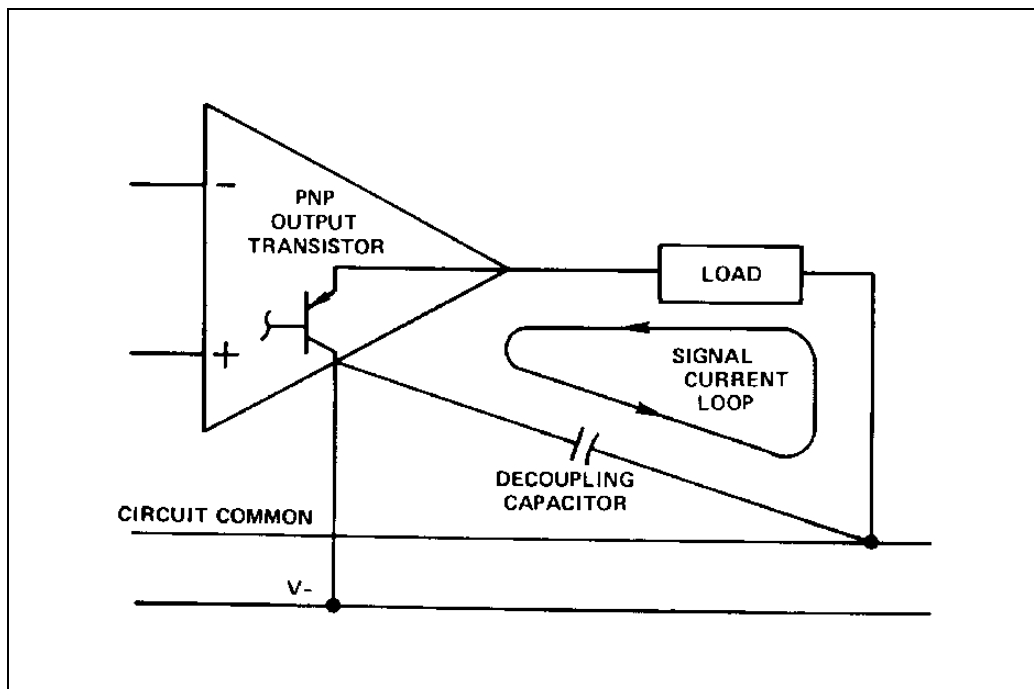 -
PNP
OUTPUT
TRANSISTOR
LOAD
+
SIGNAL
CURRENT
LOOP
DECOUPLING
CAPACITOR
CIRCUIT COMMON
V-